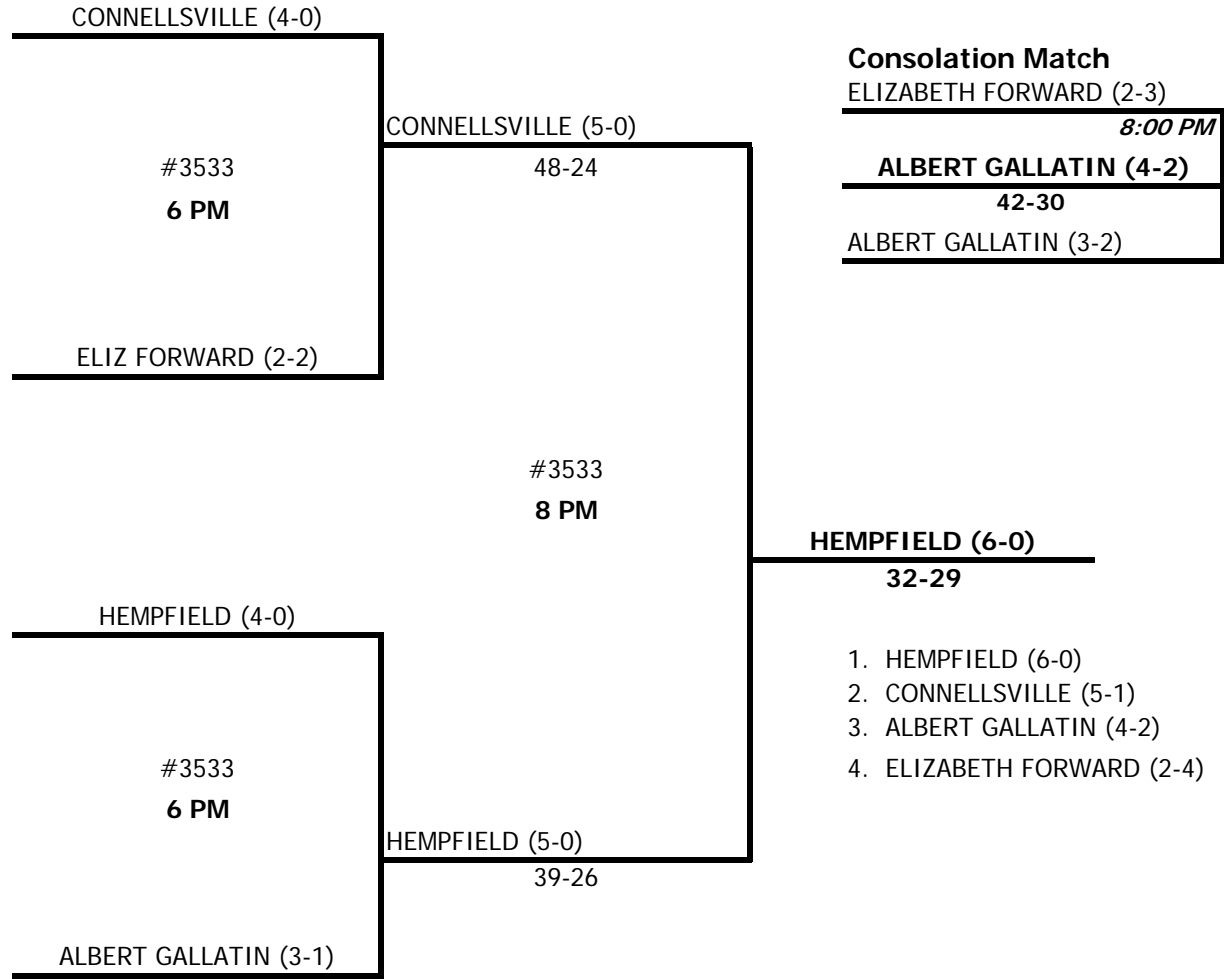 CONNELLSVILLE (4-0)
#3533
6 PM
ELIZ FORWARD (2-2)
CONNELLSVILLE (5-0)
48-24
Consolation Match
ELIZABETH FORWARD (2-3)
8:00 PM
ALBERT GALLATIN (4-2)
42-30
ALBERT GALLATIN (3-2)
#3533
8 PM
HEMPFIELD (6-0)
32-29
HEMPFIELD (4-0)
#3533
6 PM
ALBERT GALLATIN (3-1)
HEMPFIELD (5-0)
39-26
1. HEMPFIELD (6-0)
2. CONNELLSVILLE (5-1)
3. ALBERT GALLATIN (4-2)
4. ELIZABETH FORWARD (2-4)